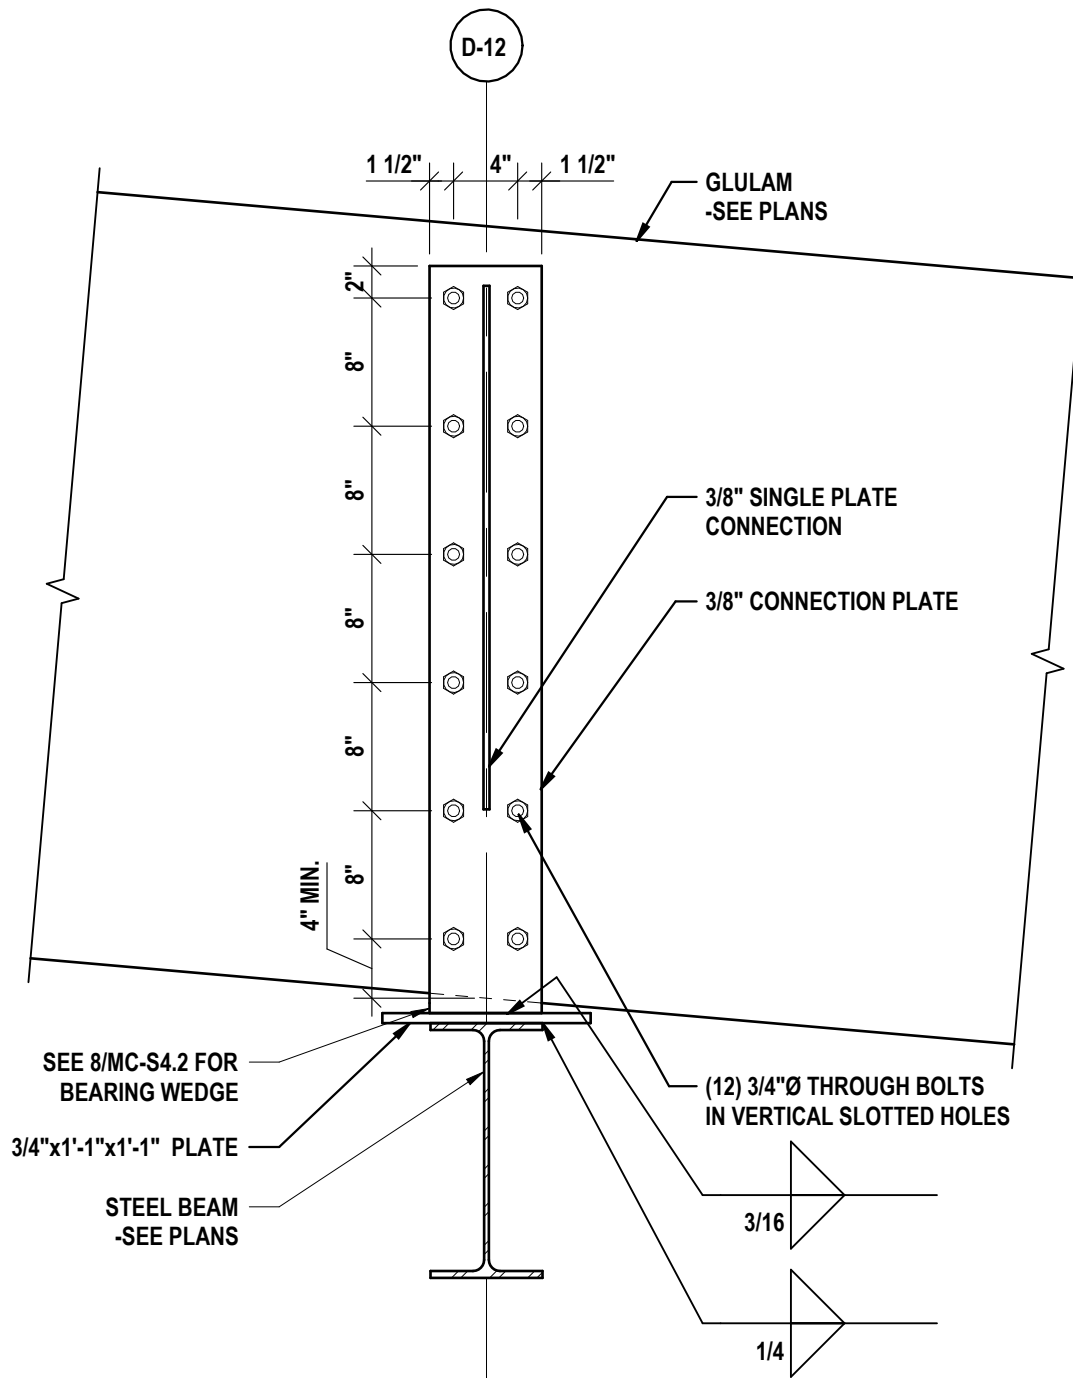 D-12
1 1/2"
4"
1 1/2"
GLULAM
-SEE PLANS
2"
8"
8"
8"
8"
8"
4" MIN.
3/8" SINGLE PLATE
CONNECTION
3/8" CONNECTION PLATE
SEE 8/MC-S4.2 FOR
BEARING WEDGE
3/4"x1'-1"x1'-1" PLATE
STEEL BEAM
-SEE PLANS
(12) 3/4"Ø THROUGH BOLTS
IN VERTICAL SLOTTED HOLES
3/16
1/4